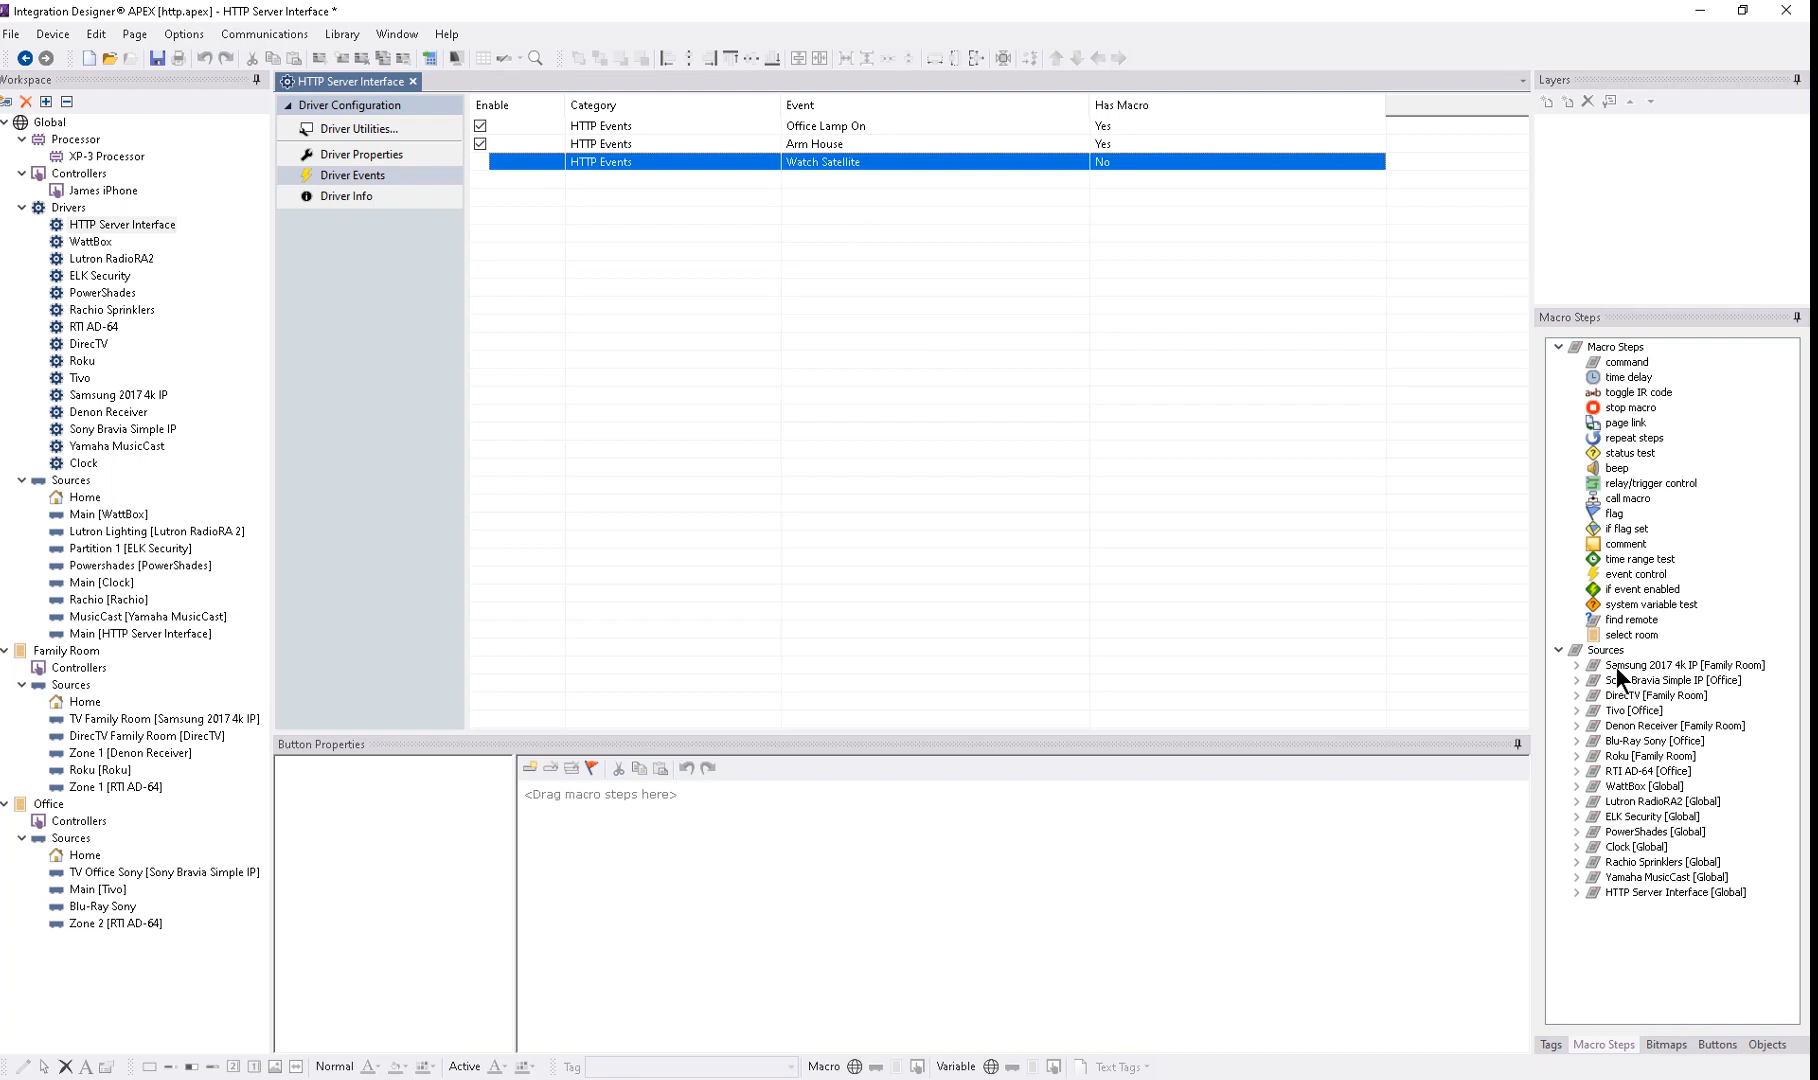 Integration Designer® APEX [http.apex] - HTTP Server Interface *
File Device Edit Page Options Communications Library Window Help
Workspace
Global
Processor
XP-3 Processor
Controllers
James iPhone
Drivers
HTTP Server Interface
WattBox
Lutron RadioRA2
ELK Security
PowerShades
Rachio Sprinklers
RTI AD-64
DirecTV
Roku
Tivo
Samsung 2017 4k IP
Denon Receiver
Sony Bravia Simple IP
Yamaha MusicCast
Clock
Sources
Home
Main [WattBox]
Lutron Lighting [Lutron RadioRA 2]
Partition 1 [ELK Security]
Powershades [PowerShades]
Main [Clock]
Rachio [Rachio]
MusicCast [Yamaha MusicCast]
Main [HTTP Server Interface]
Family Room
Controllers
Sources
Home
TV Family Room [Samsung 2017 4k IP]
DirecTV Family Room [DirecTV]
Zone 1 [Denon Receiver]
Roku [Roku]
Zone 1 [RTI AD-64]
Office
Controllers
Sources
Home
TV Office Sony [Sony Bravia Simple IP]
Main [Tivo]
Blu-Ray Sony
Zone 2 [RTI AD-64]
HTTP Server Interface
Driver Configuration
Driver Utilities...
Driver Properties
Driver Events
Driver Info
Enable Category Event Has Macro
HTTP Events Office Lamp On Yes
HTTP Events Arm House Yes
HTTP Events Watch Satellite No
Button Properties
<Drag macro steps here>
Layers
Macro Steps
Macro Steps
command
time delay
a+b toggle IR code
stop macro
page link
repeat steps
status test
beep
relay/trigger control
call macro
flag
if flag set
comment
time range test
event control
if event enabled
system variable test
find remote
select room
Sources
Samsung 2017 4k IP [Family Room]
Bravia Simple IP [Office]
DirecTV [Family Room]
Tivo [Office]
Denon Receiver [Family Room]
Blu-Ray Sony [Office]
Roku [Family Room]
RTI AD-64 [Office]
WattBox [Global]
Lutron RadioRA2 [Global]
ELK Security [Global]
PowerShades [Global]
Clock [Global]
Rachio Sprinklers [Global]
Yamaha MusicCast [Global]
HTTP Server Interface [Global]
Tags Macro Steps Bitmaps Buttons Objects
Normal Active Tag Macro Variable Text Tags